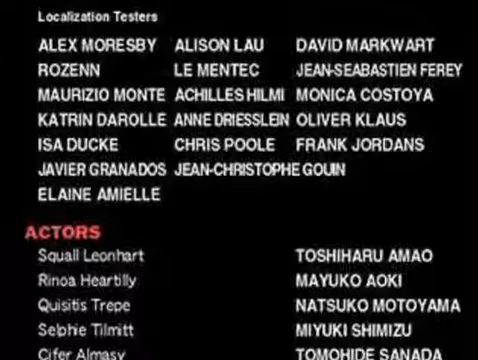 Localization Testers
ALEX MORESBY ALISON LAU DAVID MARKWART
ROZENN LE MENTEC JEAN-SEABASTIEN FEREY
MAURIZIO MONTE ACHILLES HILMI MONICA COSTOYA
KATRIN DAROLLE ANNE DRIESSLEIN OLIVER KLAUS
ISA DUCKE CHRIS POOLE FRANK JORDANS
JAVIER GRANADOS JEAN-CHRISTOPHE GOUIN
ELAINE AMIELLE
ACTORS
Squall Leonhart TOSHIHARU AMAO
Rinoa Heartilly MAYUKO AOKI
Quisitis Trepe NATSUKO MOTOYAMA
Selphie Tilmitt MIYUKI SHIMIZU
Cifer Almasy TOMOHIDE SANADA